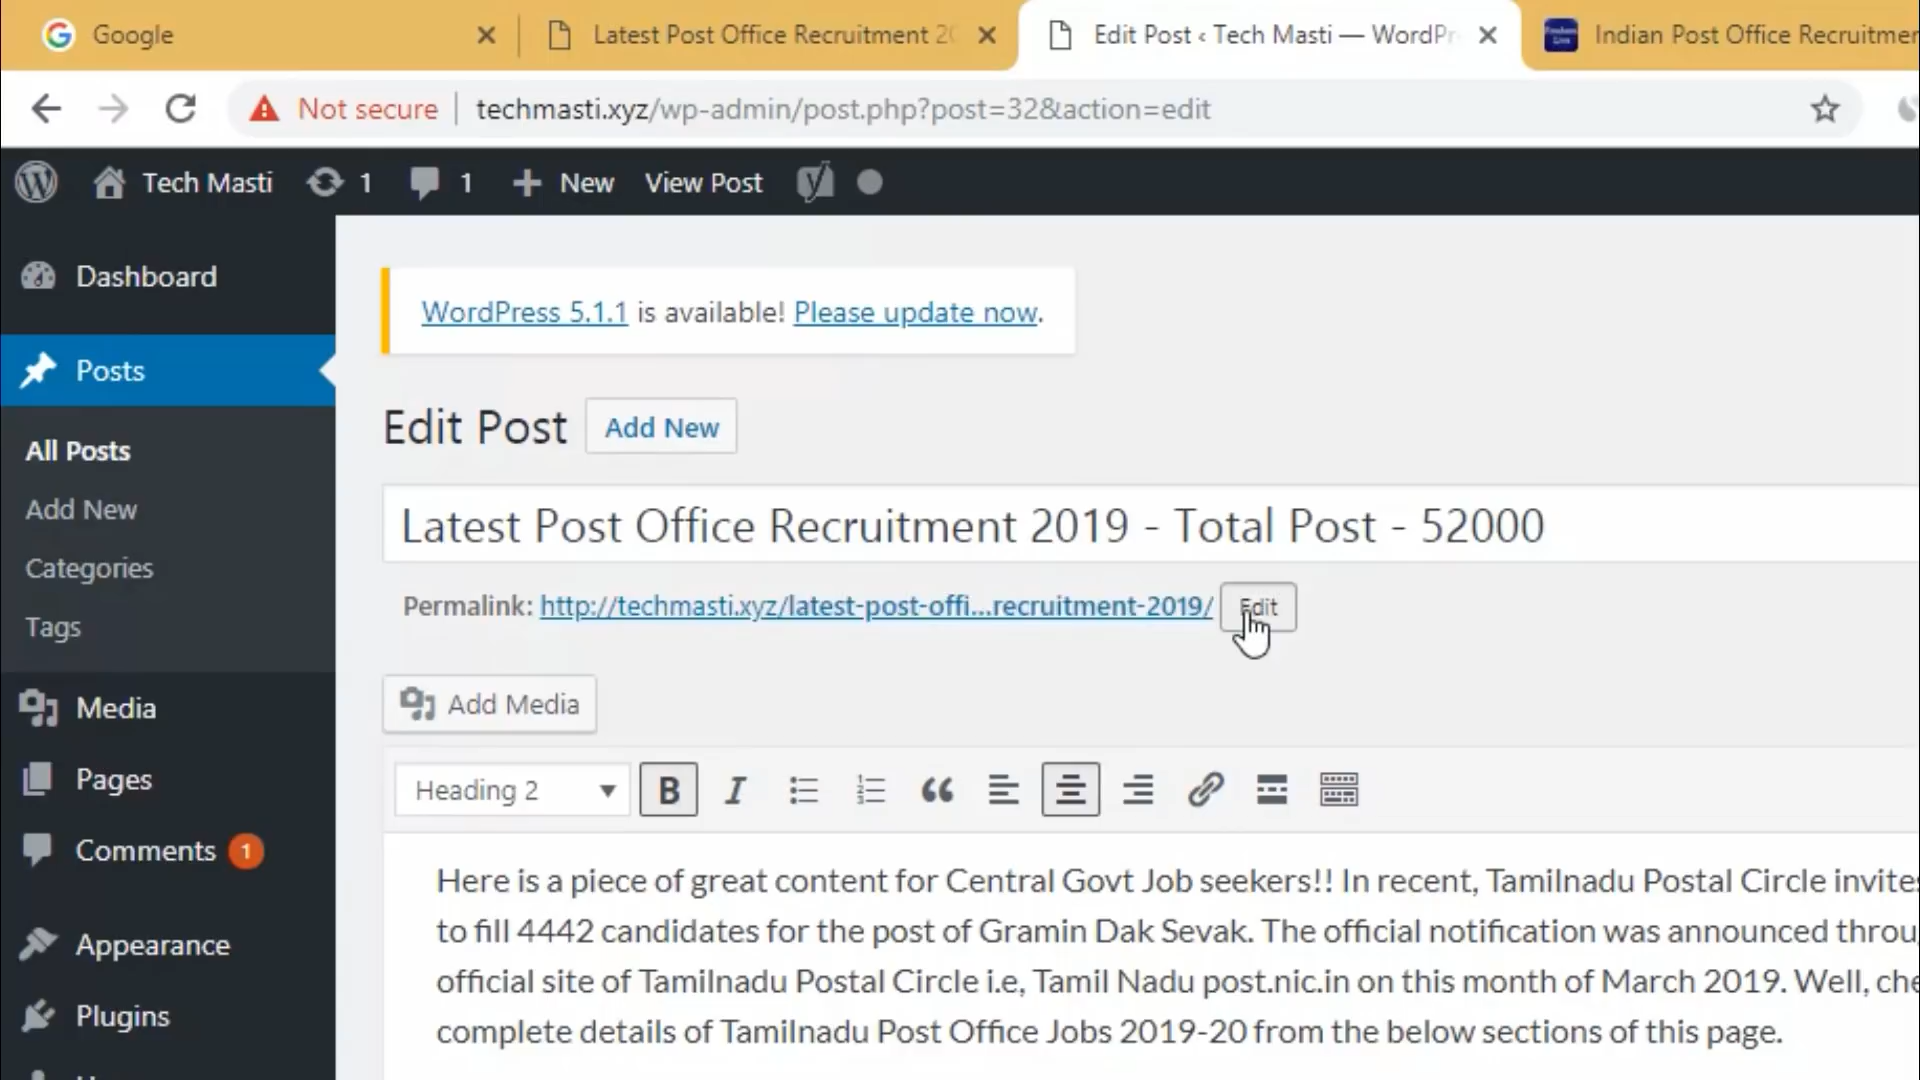 Google
Latest Post Office Recruitment 20
Edit Post ‹ Tech Masti — WordPr
Indian Post Office Recruitmen
Not secure
techmasti.xyz/wp-admin/post.php?post=32&action=edit
Tech Masti
1
1
New
View Post
Dashboard
WordPress 5.1.1 is available! Please update now.
Posts
Edit Post
Add New
All Posts
Add New
Latest Post Office Recruitment 2019 - Total Post - 52000
Categories
Permalink: http://techmasti.xyz/latest-post-offi...recruitment-2019/
Edit
Tags
Media
Add Media
Pages
Heading 2
B
I
Comments
1
Here is a piece of great content for Central Govt Job seekers!! In recent, Tamilnadu Postal Circle invites
Appearance
to fill 4442 candidates for the post of Gramin Dak Sevak. The official notification was announced throu
official site of Tamilnadu Postal Circle i.e, Tamil Nadu post.nic.in on this month of March 2019. Well, che
Plugins
complete details of Tamilnadu Post Office Jobs 2019-20 from the below sections of this page.